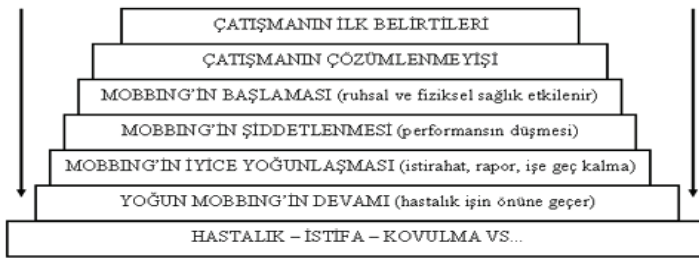 ÇATIŞMANIN İLK BELİRTİLERİ
ÇATIŞMANIN ÇÖZÜMLENMEYİŞİ
MOBBING'İN BAŞLAMASI (ruhsal ve fiziksel sağlık etkilenir)
MOBBING'İN ŞİDDETLENMESİ (performansın düşmesi)
MOBBING'İN İYİCE YOĞUNLAŞMASI (istirahat, rapor, işe geç kalma)
YOĞUN MOBBING'İN DEVAMI (hastalık işin önüne geçer)
HASTALIK – İSTİFA – KOVULMA VS...